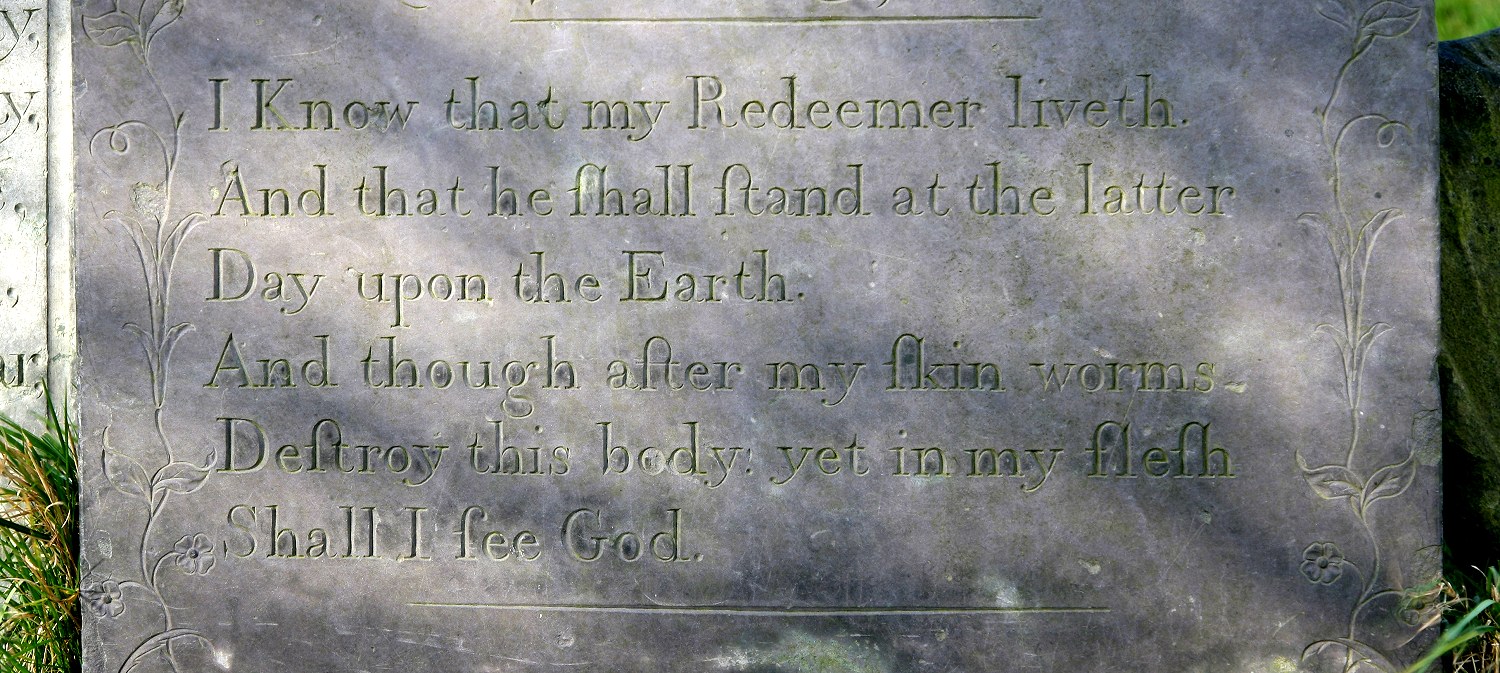 I Know that my Redeemer liveth.
And that he ſhall ſtand at the latter
Day upon the Earth.
And though after my ſkin worms
Deſtroy this body: yet in my fleſh
Shall I ſee God.